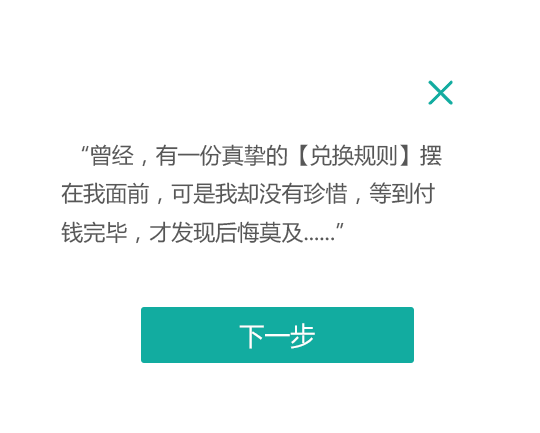 “曾经，有一份真挚的【兑换规则】摆
在我面前，可是我却没有珍惜，等到付
钱完毕，才发现后悔莫及......”
下一步